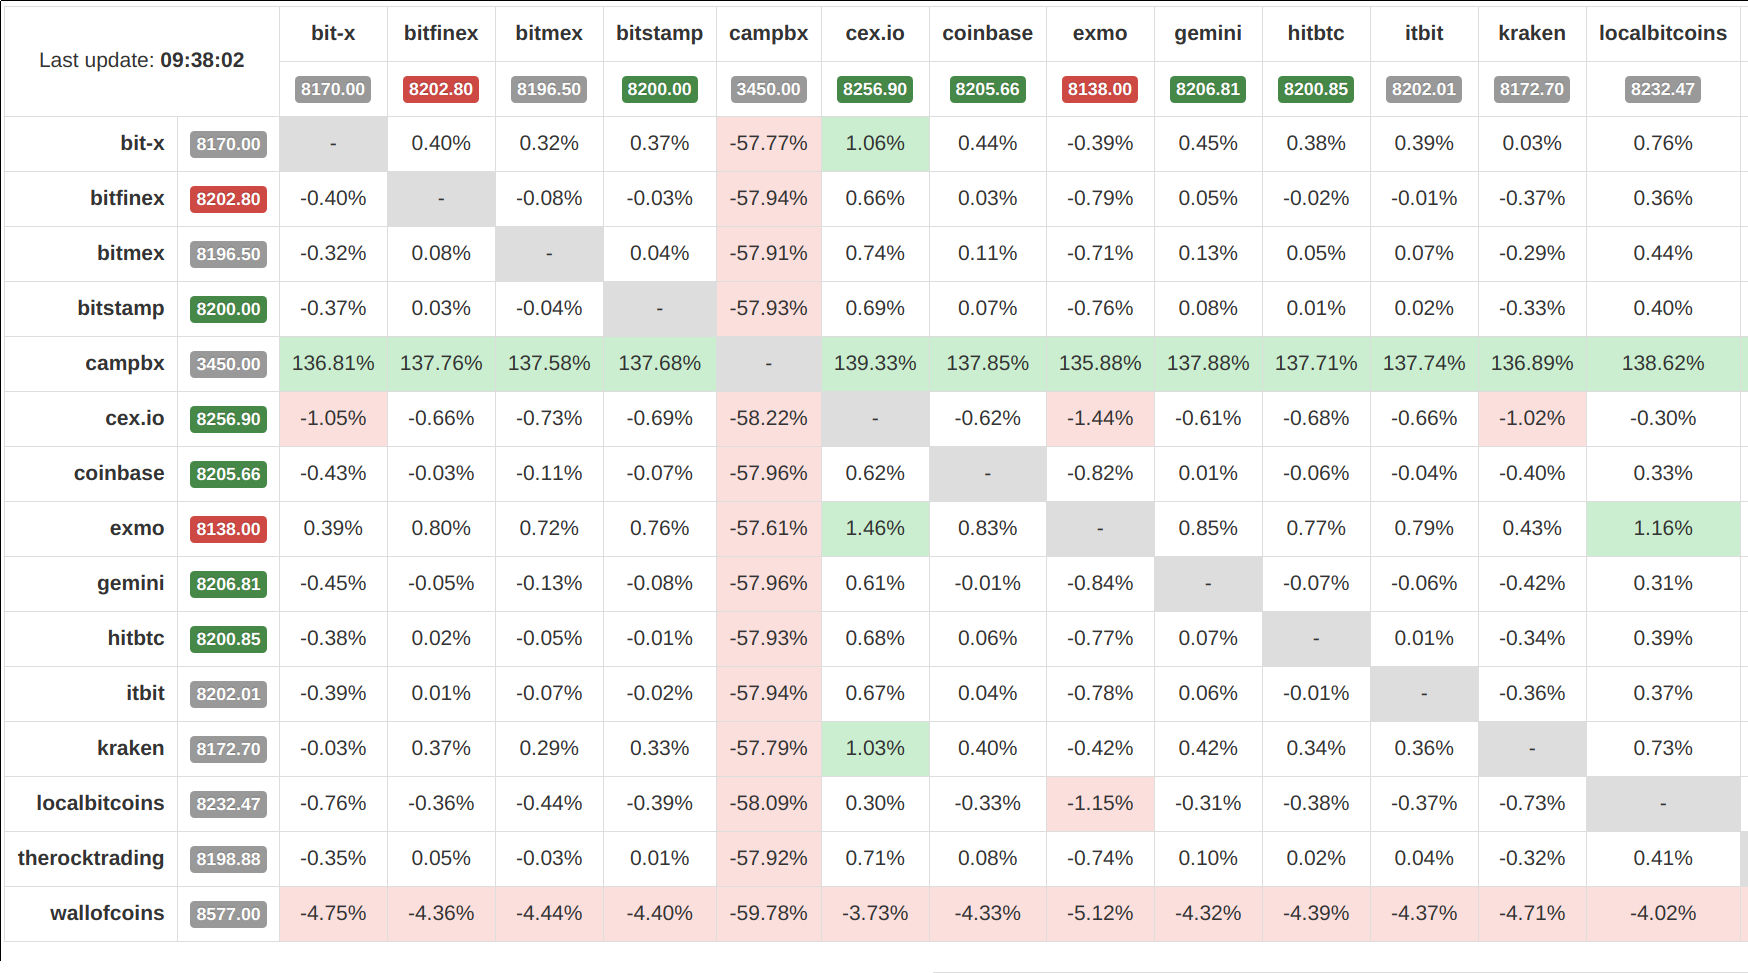 bit-x bitfinex bitmex bitstamp campbx cex.io coinbase exmo gemini hitbtc itbit kraken localbitcoins
Last update: 09:38:02
8170.00 8202.80 8196.50 8200.00 3450.00 8256.90 8205.66 8138.00 8206.81 8200.85 8202.01 8172.70 8232.47
bit-x 8170.00 - 0.40% 0.32% 0.37% -57.77% 1.06% 0.44% -0.39% 0.45% 0.38% 0.39% 0.03% 0.76%
bitfinex 8202.80 -0.40% - -0.08% -0.03% -57.94% 0.66% 0.03% -0.79% 0.05% -0.02% -0.01% -0.37% 0.36%
bitmex 8196.50 -0.32% 0.08% - 0.04% -57.91% 0.74% 0.11% -0.71% 0.13% 0.05% 0.07% -0.29% 0.44%
bitstamp 8200.00 -0.37% 0.03% -0.04% - -57.93% 0.69% 0.07% -0.76% 0.08% 0.01% 0.02% -0.33% 0.40%
campbx 3450.00 136.81% 137.76% 137.58% 137.68% - 139.33% 137.85% 135.88% 137.88% 137.71% 137.74% 136.89% 138.62%
cex.io 8256.90 -1.05% -0.66% -0.73% -0.69% -58.22% - -0.62% -1.44% -0.61% -0.68% -0.66% -1.02% -0.30%
coinbase 8205.66 -0.43% -0.03% -0.11% -0.07% -57.96% 0.62% - -0.82% 0.01% -0.06% -0.04% -0.40% 0.33%
exmo 8138.00 0.39% 0.80% 0.72% 0.76% -57.61% 1.46% 0.83% - 0.85% 0.77% 0.79% 0.43% 1.16%
gemini 8206.81 -0.45% -0.05% -0.13% -0.08% -57.96% 0.61% -0.01% -0.84% - -0.07% -0.06% -0.42% 0.31%
hitbtc 8200.85 -0.38% 0.02% -0.05% -0.01% -57.93% 0.68% 0.06% -0.77% 0.07% - 0.01% -0.34% 0.39%
itbit 8202.01 -0.39% 0.01% -0.07% -0.02% -57.94% 0.67% 0.04% -0.78% 0.06% -0.01% - -0.36% 0.37%
kraken 8172.70 -0.03% 0.37% 0.29% 0.33% -57.79% 1.03% 0.40% -0.42% 0.42% 0.34% 0.36% - 0.73%
localbitcoins 8232.47 -0.76% -0.36% -0.44% -0.39% -58.09% 0.30% -0.33% -1.15% -0.31% -0.38% -0.37% -0.73% -
therocktrading 8198.88 -0.35% 0.05% -0.03% 0.01% -57.92% 0.71% 0.08% -0.74% 0.10% 0.02% 0.04% -0.32% 0.41%
wallofcoins 8577.00 -4.75% -4.36% -4.44% -4.40% -59.78% -3.73% -4.33% -5.12% -4.32% -4.39% -4.37% -4.71% -4.02%